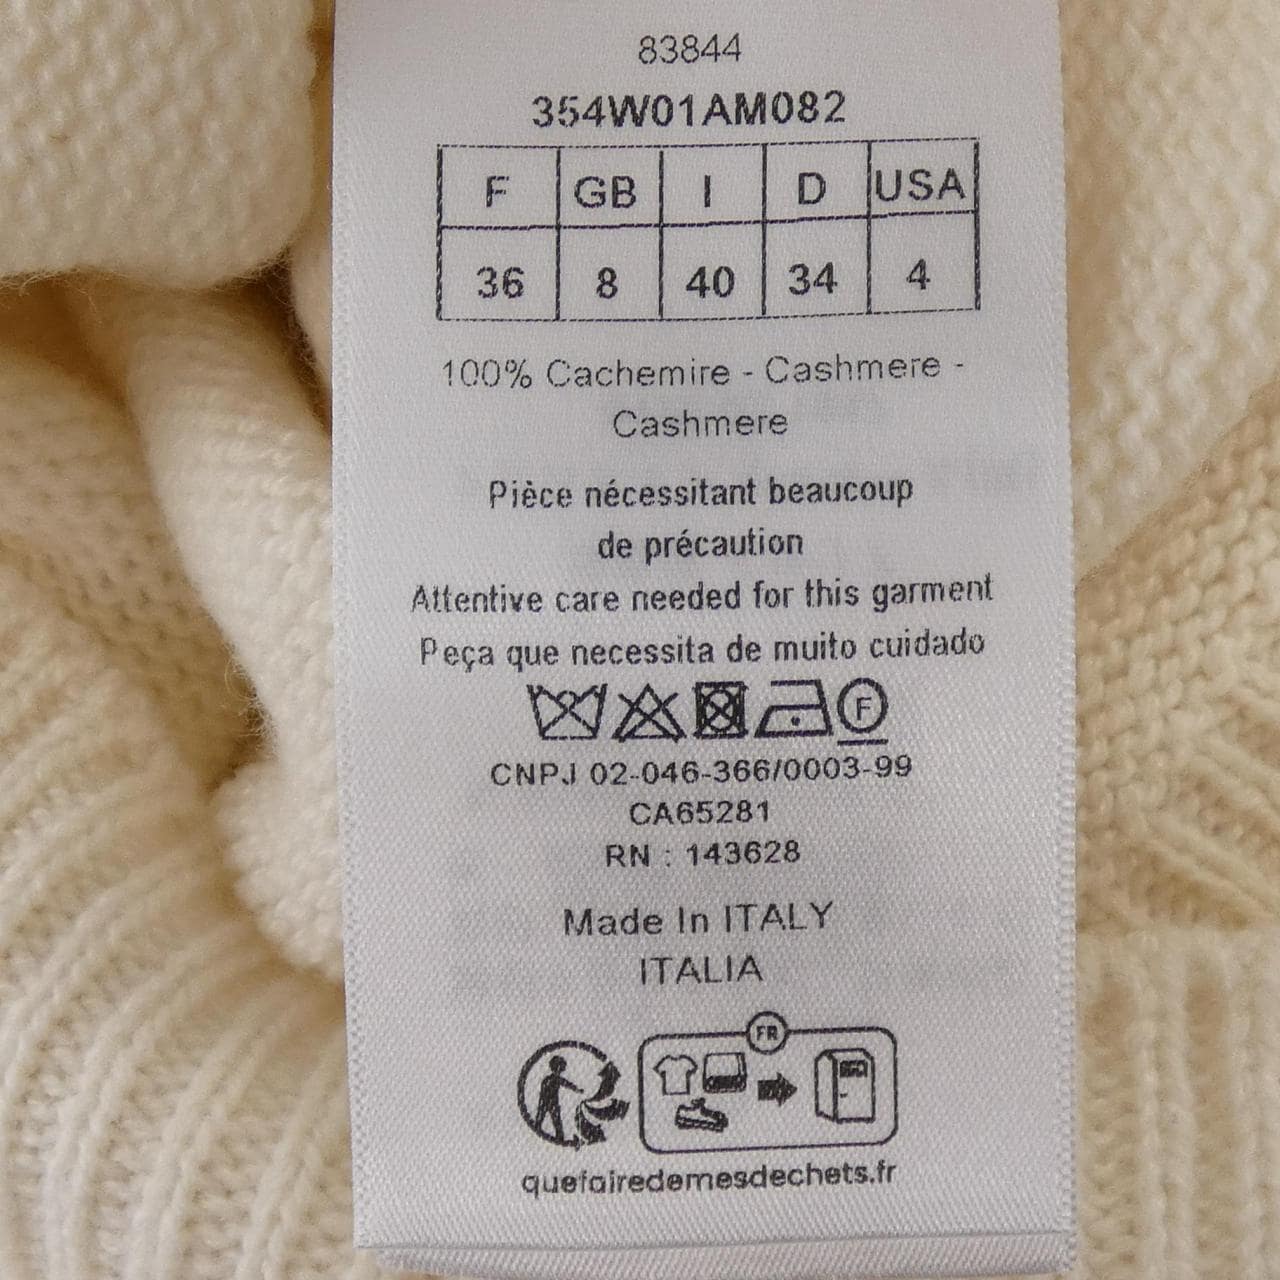 83844
354W01AM082
F GB I D USA
36 8 40 34 4
100% Cachemire - Cashmere -
Cashmere
Pièce nécessitant beaucoup
de précaution
Attentive care needed for this garment
Peça que necessita de muito cuidado
F
CNPJ 02-046-366/0003-99
CA65281
RN : 143628
Made In ITALY
ITALIA
FR
quefairedemesdechets.fr